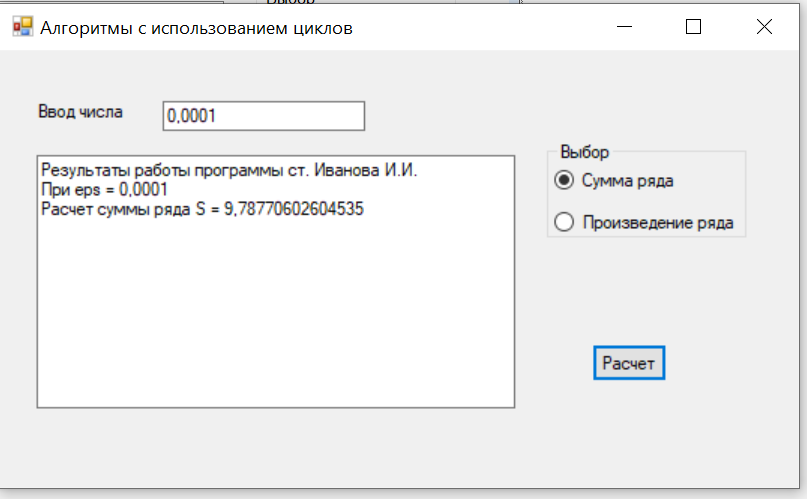 Выбор
Алгоритмы с использованием циклов
Ввод числа 0,0001
Результаты работы программы ст. Иванова И.И.
При eps = 0,0001
Расчет суммы ряда S = 9,78770602604535
Выбор
Сумма ряда
Произведение ряда
Расчет